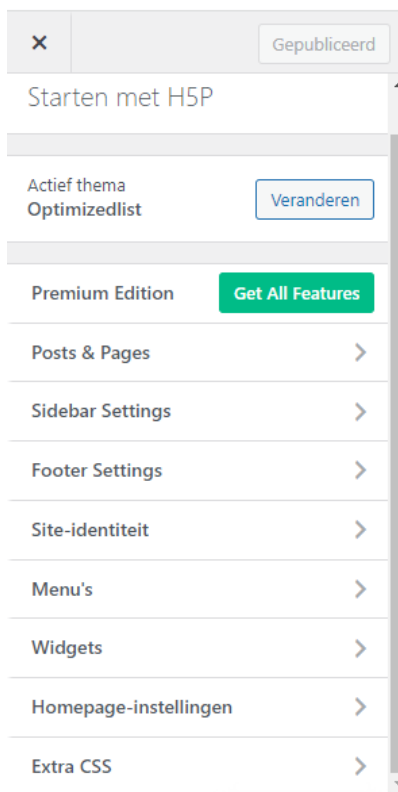 Gepubliceerd
Starten met H5P
Actief thema
Optimizedlist
Veranderen
Premium Edition
Get All Features
Posts & Pages
Sidebar Settings
Footer Settings
Site-identiteit
Menu's
Widgets
Homepage-instellingen
Extra CSS